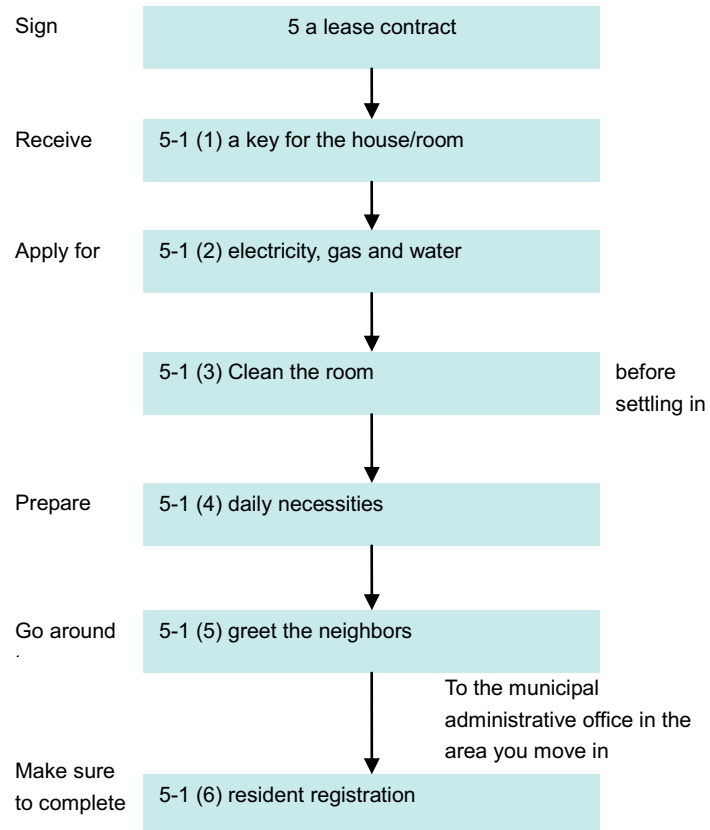 Sign
5 a lease contract
Receive
5-1 (1) a key for the house/room
Apply for
5-1 (2) electricity, gas and water
5-1 (3) Clean the room
before
settling in
Prepare
5-1 (4) daily necessities
Go around
5-1 (5) greet the neighbors
To the municipal
administrative office in the
area you move in
Make sure
to complete
5-1 (6) resident registration